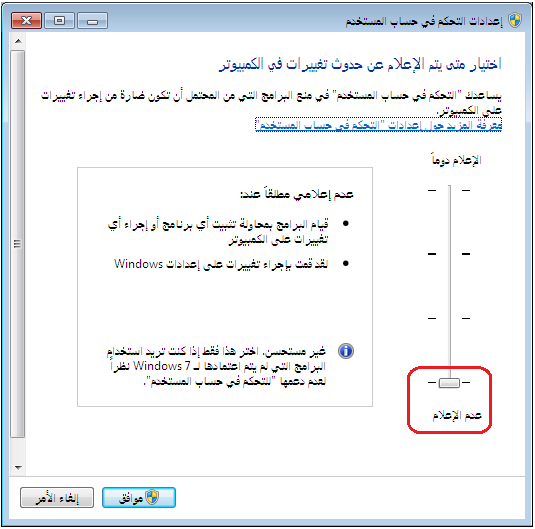 إعدادات التحكم في حساب المستخدم
اختيار متى يتم الإعلام عن حدوث تغييرات في الكمبيوتر
يساعدك "التحكم في حساب المستخدم" في منع البرامج التي من المحتمل أن تكون ضارة من إجراء تغييرات
على الكمبيوتر.
معرفة المزيد حول إعدادات "التحكم في حساب المستخدم"
الإعلام دوماً
عدم إعلامي مطلقاً عند:
قيام البرامج بمحاولة تثبيت أي برنامج أو إجراء أي
تغييرات على الكمبيوتر
لقد قمت بإجراء تغييرات على إعدادات Windows
غير مستحسن. اختر هذا فقط إذا كنت تريد استخدام
البرامج التي لم يتم اعتمادها لـ Windows 7 نظراً
لعدم دعمها "للتحكم في حساب المستخدم".
عدم الإعلام
موافق
إلغاء الأمر